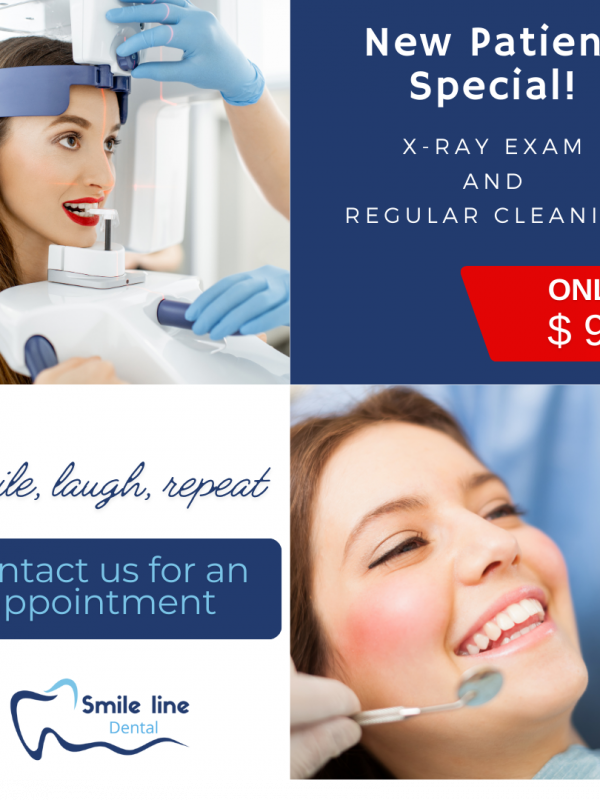 New Patien
Special!
X-RAY EXAM
AND
REGULAR CLEANI
ONL
$ 9
ile, laugh, repeat
ntact us for an
ppointment
Smile line
Dental